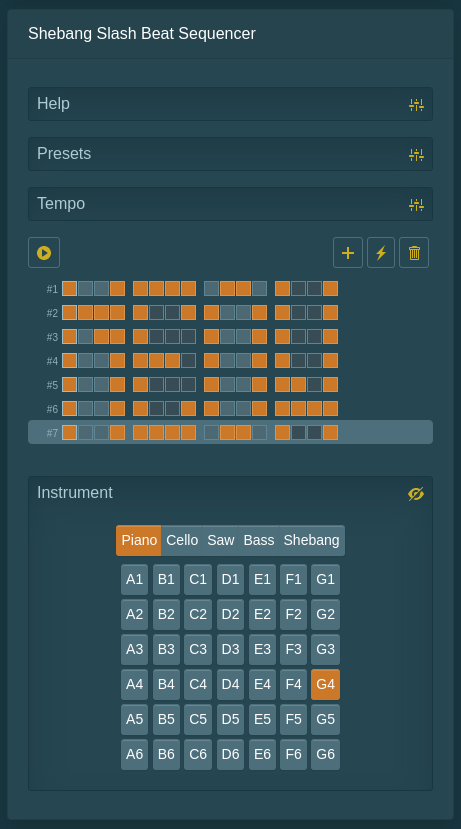 Shebang Slash Beat Sequencer
Help
Presets
Tempo
#1
#2
#3
#4
#5
#6
#7
Instrument
Piano Cello Saw Bass Shebang
A1 B1 C1 D1 E1 F1 G1
A2 B2 C2 D2 E2 F2 G2
A3 B3 C3 D3 E3 F3 G3
A4 B4 C4 D4 E4 F4 G4
A5 B5 C5 D5 E5 F5 G5
A6 B6 C6 D6 E6 F6 G6